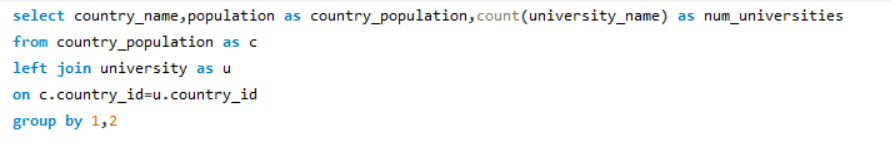 select country_name,population as country_population,count(university_name) as num_universities
from country_population as c
left join university as u
on c.country_id=u.country_id
group by 1,2